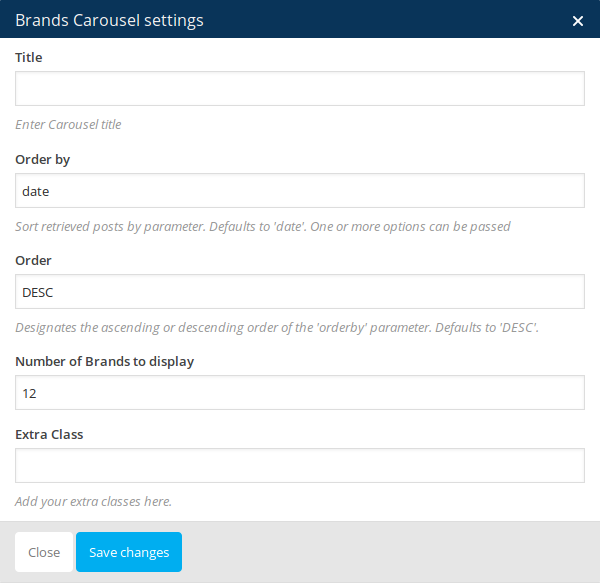 Brands Carousel settings ×
Title
Enter Carousel title
Order by
date
Sort retrieved posts by parameter. Defaults to 'date'. One or more options can be passed
Order
DESC
Designates the ascending or descending order of the 'orderby' parameter. Defaults to 'DESC'.
Number of Brands to display
12
Extra Class
Add your extra classes here.
Close Save changes